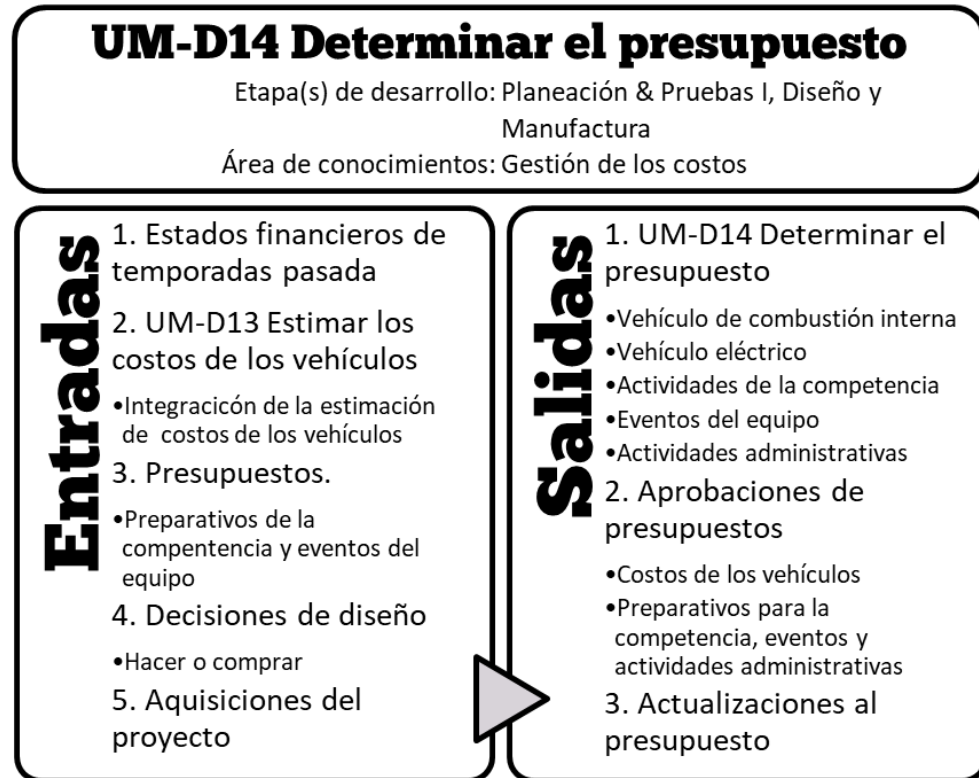 UM-D14 Determinar el presupuesto
Etapa(s) de desarrollo: Planeación & Pruebas I, Diseño y
Manufactura
Área de conocimientos: Gestión de los costos
Entradas
1. Estados financieros de
temporadas pasada
2. UM-D13 Estimar los
costos de los vehículos
•Integracicón de la estimación
de costos de los vehículos
3. Presupuestos.
•Preparativos de la
compentencia y eventos del
equipo
4. Decisiones de diseño
•Hacer o comprar
5. Aquisiciones del
proyecto
Salidas
1. UM-D14 Determinar el
presupuesto
•Vehículo de combustión interna
•Vehículo eléctrico
•Actividades de la competencia
•Eventos del equipo
•Actividades administrativas
2. Aprobaciones de
presupuestos
•Costos de los vehículos
•Preparativos para la
competencia, eventos y
actividades administrativas
3. Actualizaciones al
presupuesto